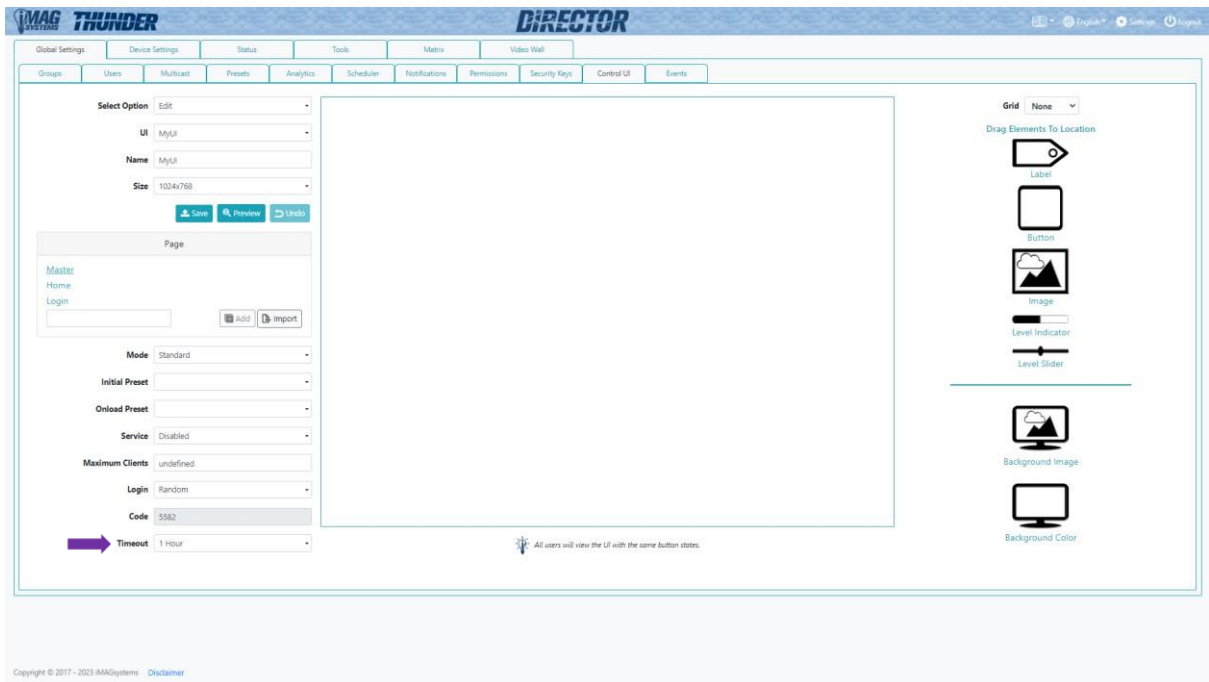 iMAG SYSTEMS THUNDER
DIRECTOR
English Settings Logout
Global Settings Device Settings Status Tools Matrix Video Wall
Groups Users Multicast Presets Analytics Scheduler Notifications Permissions Security Keys Control UI Events
Select Option Edit
UI MyUI
Name MyUI
Size 1024x768
Save Preview Undo
Page
Master
Home
Login
Add Import
Mode Standard
Initial Preset
Onload Preset
Service Disabled
Maximum Clients undefined
Login Random
Code 5582
Timeout 1 Hour
All users will view the UI with the same button states.
Grid None
Drag Elements To Location
Label
Button
Image
Level Indicator
Level Slider
Background Image
Background Color
Copyright © 2017 - 2023 iMAGsystems Disclaimer